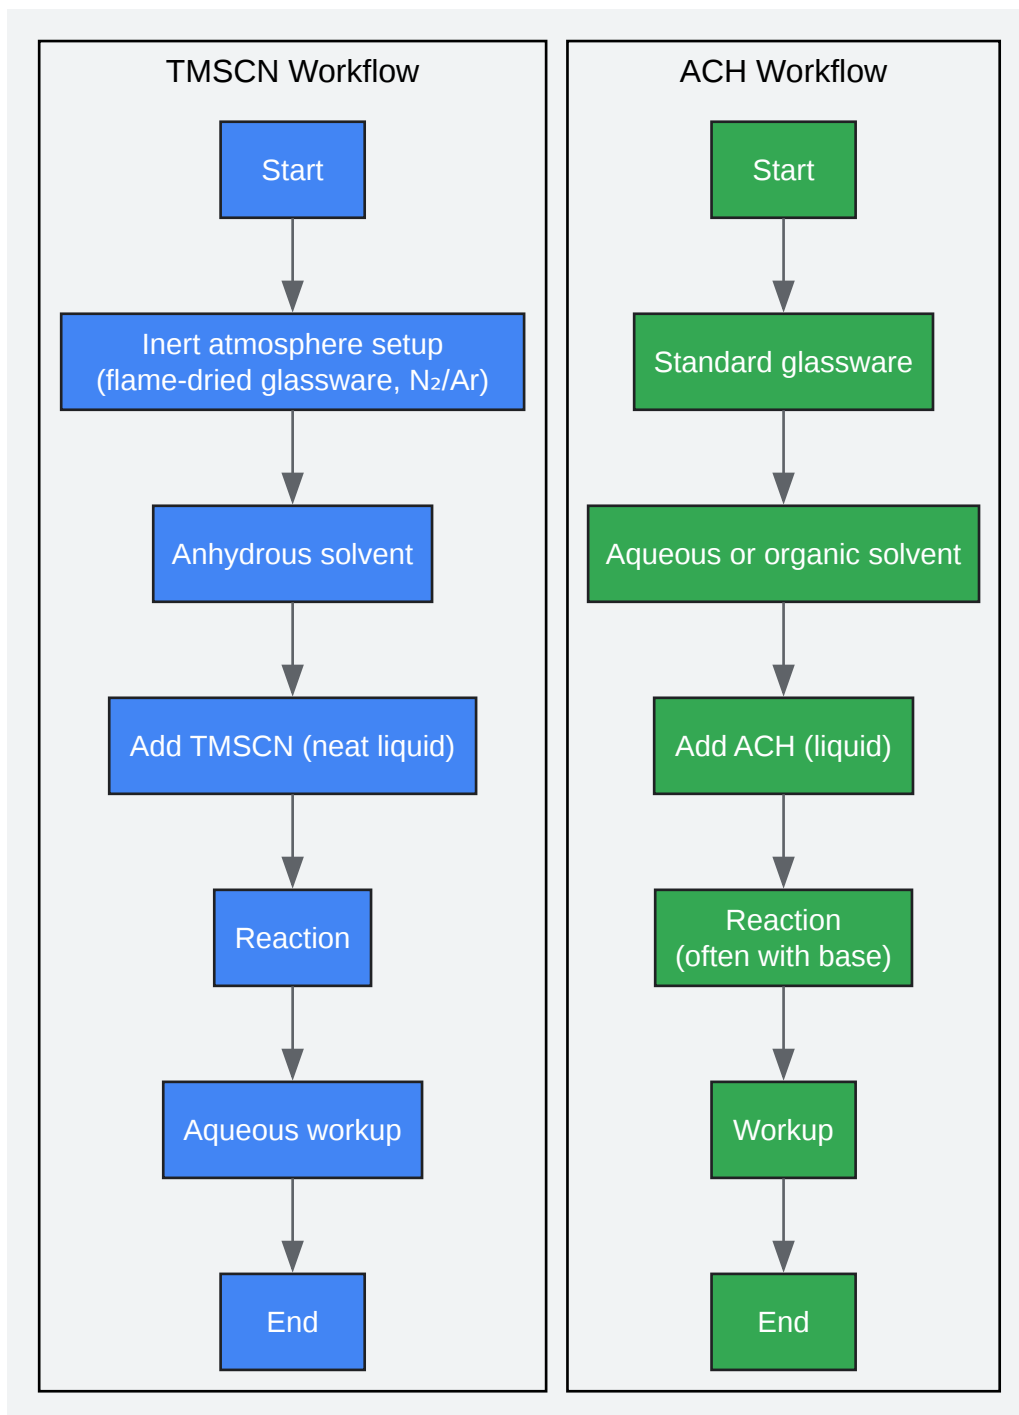 TMSCN Workflow
Start
Inert atmosphere setup
(flame-dried glassware, N₂/Ar)
Anhydrous solvent
Add TMSCN (neat liquid)
Reaction
Aqueous workup
End
ACH Workflow
Start
Standard glassware
Aqueous or organic solvent
Add ACH (liquid)
Reaction
(often with base)
Workup
End